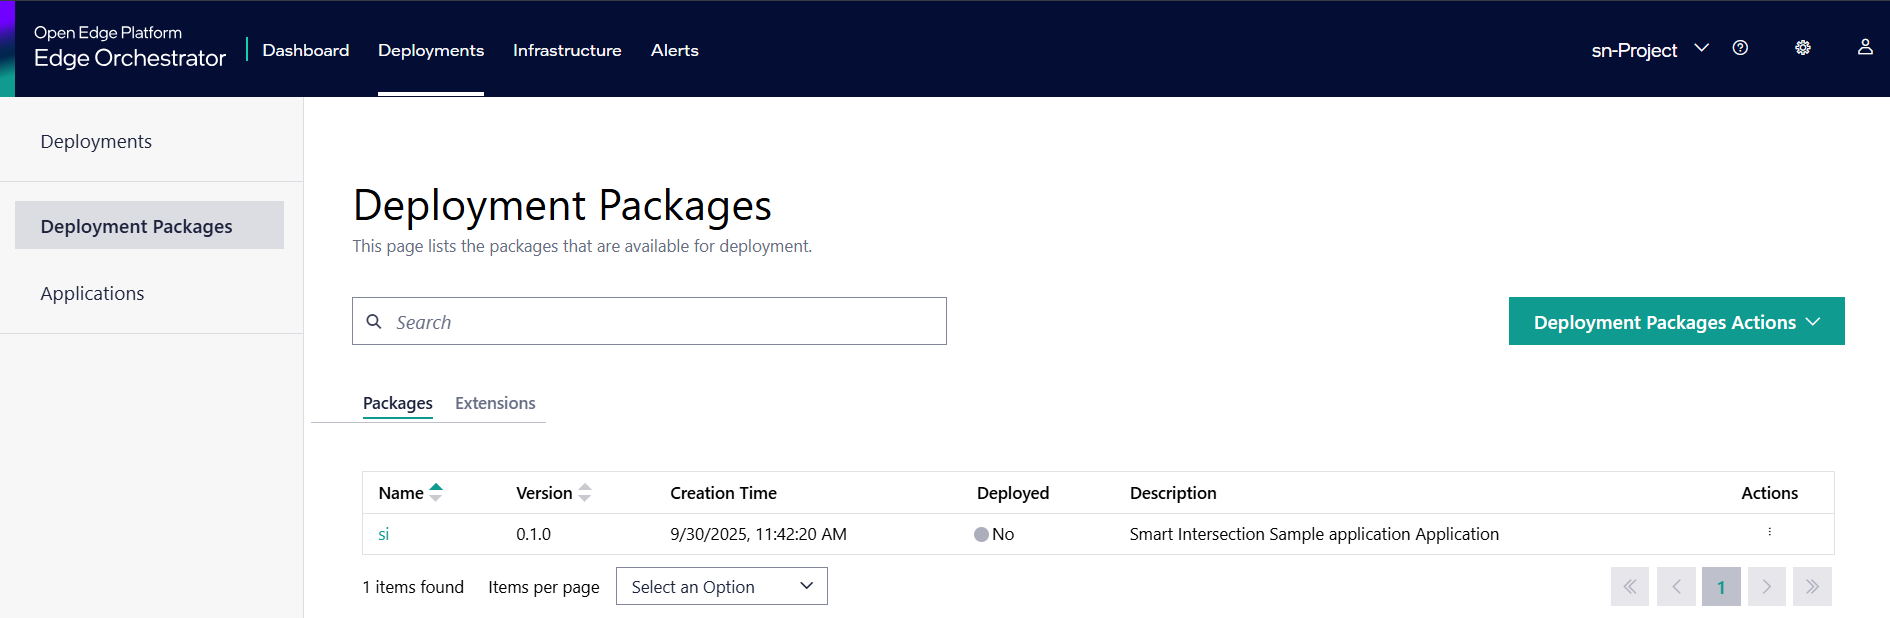 Open Edge Platform
Edge Orchestrator
Dashboard Deployments Infrastructure Alerts
sn-Project
Deployments
Deployment Packages
Applications
Deployment Packages
This page lists the packages that are available for deployment.
Search
Deployment Packages Actions
Packages Extensions
Name Version Creation Time Deployed Description Actions
si 0.1.0 9/30/2025, 11:42:20 AM No Smart Intersection Sample application Application
1 items found Items per page Select an Option
1